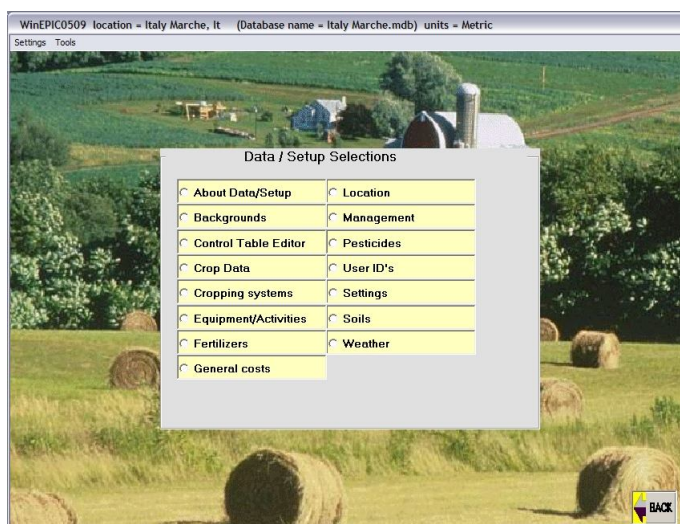 WinEPIC0509 location = Italy Marche, It (Database name = Italy Marche.mdb) units = Metric
Settings Tools
Data / Setup Selections
About Data/Setup
Location
Backgrounds
Management
Control Table Editor
Pesticides
Crop Data
User ID's
Cropping systems
Settings
Equipment/Activities
Soils
Fertilizers
Weather
General costs
BACK